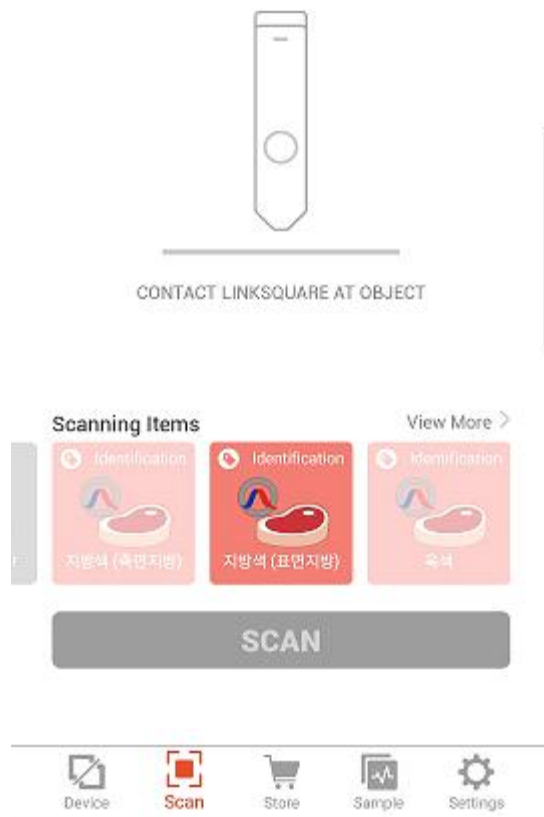 CONTACT LINKSQUARE AT OBJECT
Scanning Items
View More >
Identification
지방색 (측면지방)
Identification
지방색 (표면지방)
Identification
육색
r
SCAN
Device
Scan
Store
Sample
Settings